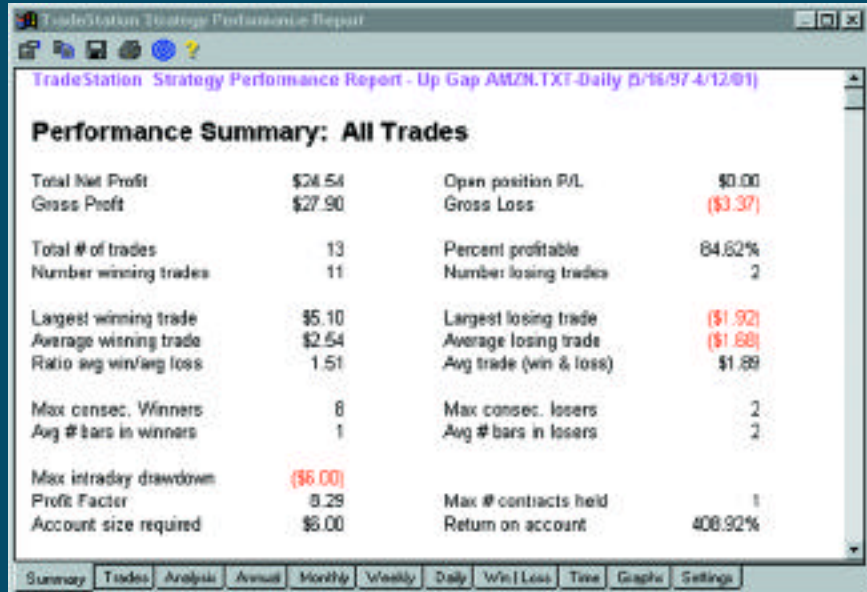 TradeStation Strategy Performance Report
TradeStation Strategy Performance Report - Up Gap AMZN.TXT-Daily (5/16/97-4/12/01)
Performance Summary: All Trades
Total Net Profit $24.54 Open position P/L $0.00
Gross Profit $27.90 Gross Loss ($3.37)
Total # of trades 13 Percent profitable 84.62%
Number winning trades 11 Number losing trades 2
Largest winning trade $5.10 Largest losing trade ($1.92)
Average winning trade $2.54 Average losing trade ($1.68)
Ratio avg win/avg loss 1.51 Avg trade (win & loss) $1.89
Max consec. Winners 8 Max consec. losers 2
Avg # bars in winners 1 Avg # bars in losers 2
Max intraday drawdown ($6.00)
Profit Factor 8.29 Max # contracts held 1
Account size required $6.00 Return on account 408.92%
Summary Trades Analysis Annual Monthly Weekly Daily Win | Loss Time Graphs Settings